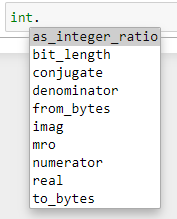 int.
as_integer_ratio
bit_length
conjugate
denominator
from_bytes
imag
mro
numerator
real
to_bytes